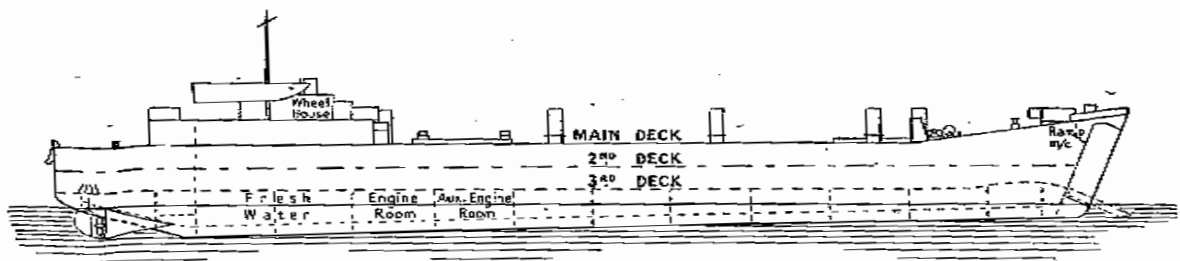 Wheel
House
MAIN DECK
2ND DECK
3RD DECK
Ramp
m/c
Fresh
Water
Engine
Room
Aux. Engine
Room